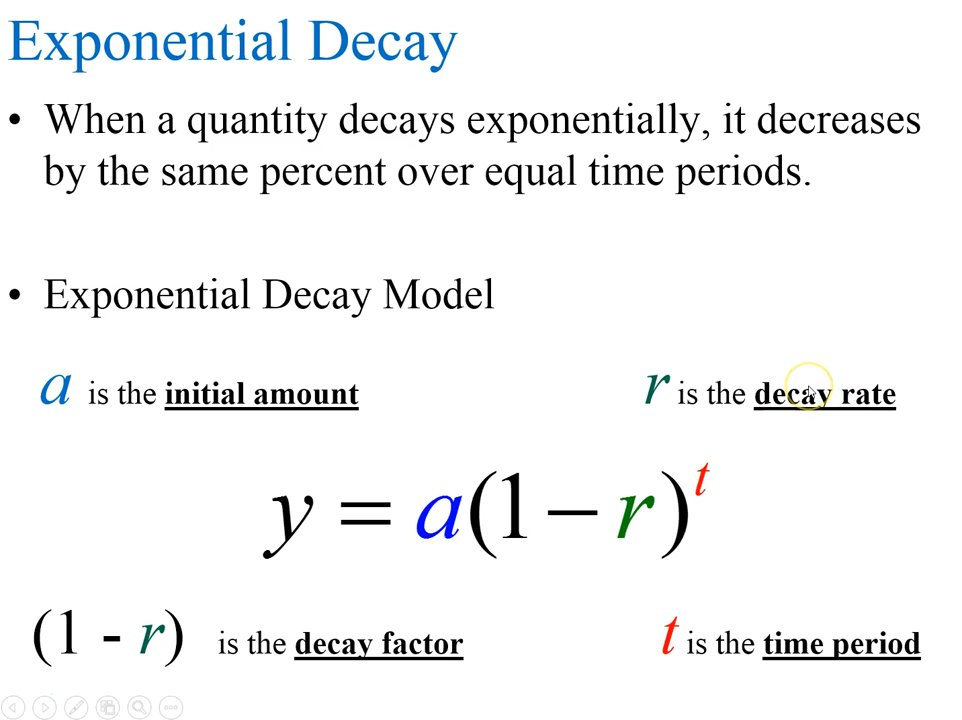 Exponential Decay
• When a quantity decays exponentially, it decreases
by the same percent over equal time periods.
• Exponential Decay Model
a is the initial amount
r is the decay rate
y = a(1 − r)^t
(1 - r) is the decay factor
t is the time period